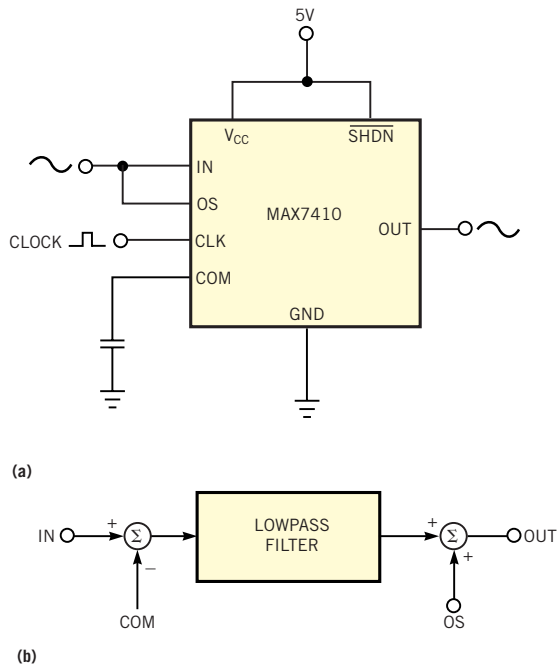 5V
VCC
SHDN
IN
OS
MAX7410
OUT
CLOCK
CLK
COM
GND
(a)
IN
+
Σ
−
COM
LOWPASS
FILTER
+
Σ
+
OUT
OS
(b)